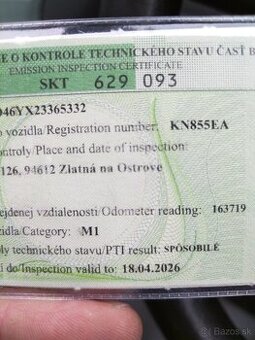 E O KONTROLE TECHNICKÉHO STAVU ČASŤ B
EMISSION INSPECTION CERTIFICATE
SKT 629 093
046YX23365332
o vozidla/Registration number: KN855EA
ontroly/Place and date of inspection:
126, 94612 Zlatná na Ostrove
ejdenej vzdialenosti/Odometer reading: 163719
zidla/Category: M1
ly technického stavu/PTI result: SPÔSOBILÉ
í do/Inspection valid to: 18.04.2026
bazar.sk